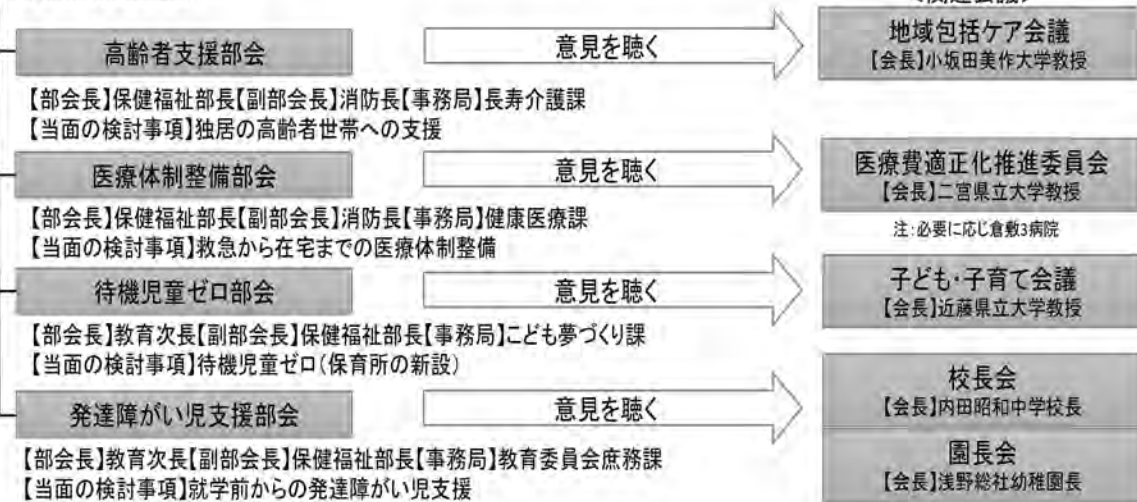 高齢者支援部会
意見を聴く
地域包括ケア会議
【会長】小坂田美作大学教授
【部会長】保健福祉部長【副部会長】消防長【事務局】長寿介護課
【当面の検討事項】独居の高齢者世帯への支援
医療体制整備部会
意見を聴く
医療費適正化推進委員会
【会長】二宮県立大学教授
注:必要に応じ倉敷3病院
【部会長】保健福祉部長【副部会長】消防長【事務局】健康医療課
【当面の検討事項】救急から在宅までの医療体制整備
待機児童ゼロ部会
意見を聴く
子ども・子育て会議
【会長】近藤県立大学教授
【部会長】教育次長【副部会長】保健福祉部長【事務局】こども夢づくり課
【当面の検討事項】待機児童ゼロ(保育所の新設)
発達障がい児支援部会
意見を聴く
校長会
【会長】内田昭和中学校長
園長会
【会長】浅野総社幼稚園長
【部会長】教育次長【副部会長】保健福祉部長【事務局】教育委員会庶務課
【当面の検討事項】就学前からの発達障がい児支援